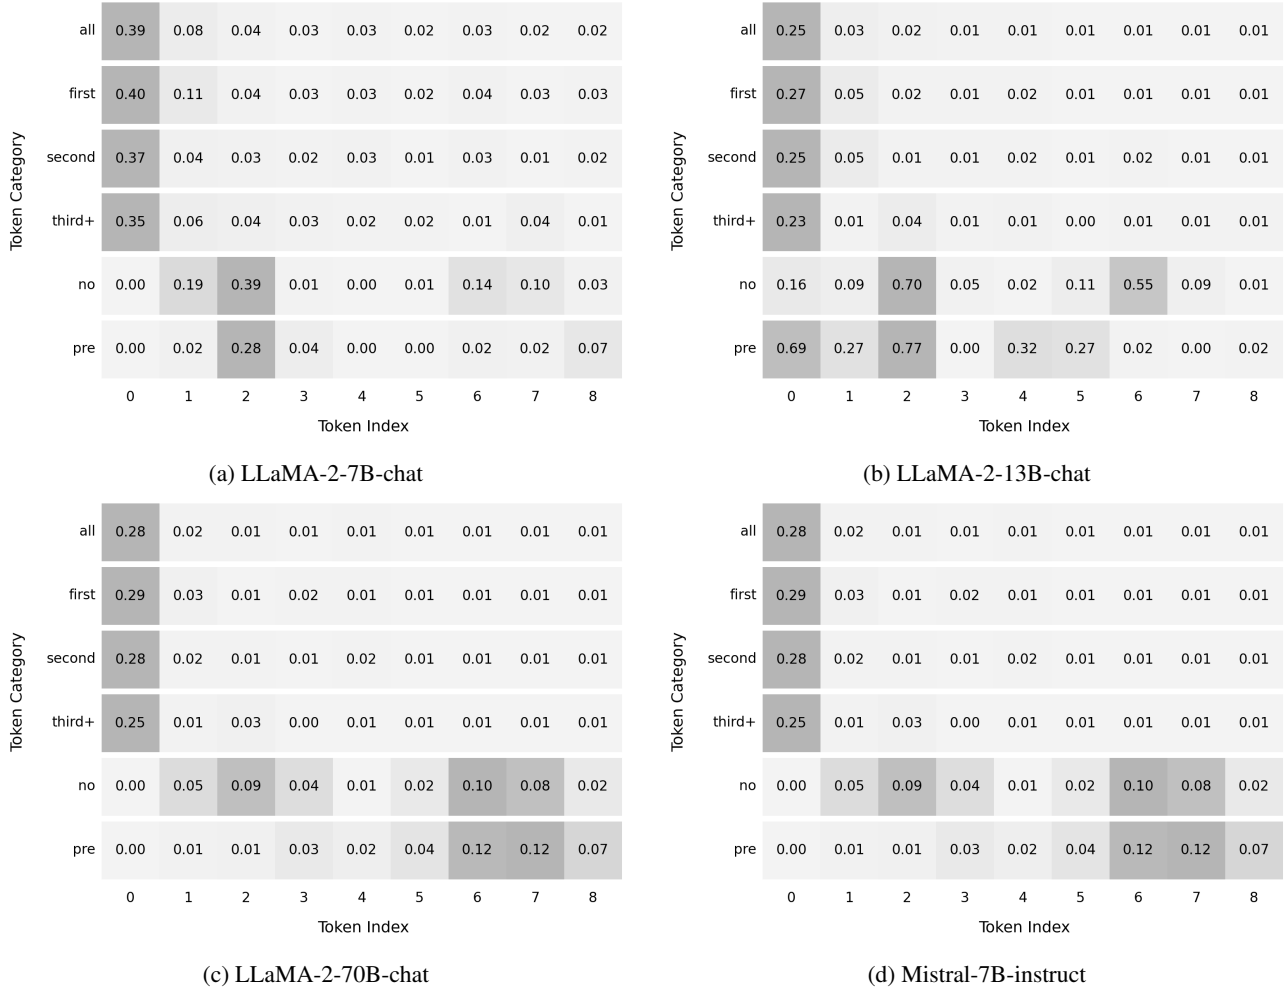 all 0.39 0.08 0.04 0.03 0.03 0.02 0.03 0.02 0.02
first 0.40 0.11 0.04 0.03 0.03 0.02 0.04 0.03 0.03
second 0.37 0.04 0.03 0.02 0.03 0.01 0.03 0.01 0.02
third+ 0.35 0.06 0.04 0.03 0.02 0.02 0.01 0.04 0.01
no 0.00 0.19 0.39 0.01 0.00 0.01 0.14 0.10 0.03
pre 0.00 0.02 0.28 0.04 0.00 0.00 0.02 0.02 0.07
0 1 2 3 4 5 6 7 8
Token Category
Token Index
(a) LLaMA-2-7B-chat
all 0.25 0.03 0.02 0.01 0.01 0.01 0.01 0.01 0.01
first 0.27 0.05 0.02 0.01 0.02 0.01 0.01 0.01 0.01
second 0.25 0.05 0.01 0.01 0.02 0.01 0.02 0.01 0.01
third+ 0.23 0.01 0.04 0.01 0.01 0.00 0.01 0.01 0.01
no 0.16 0.09 0.70 0.05 0.02 0.11 0.55 0.09 0.01
pre 0.69 0.27 0.77 0.00 0.32 0.27 0.02 0.00 0.02
0 1 2 3 4 5 6 7 8
Token Category
Token Index
(b) LLaMA-2-13B-chat
all 0.28 0.02 0.01 0.01 0.01 0.01 0.01 0.01 0.01
first 0.29 0.03 0.01 0.02 0.01 0.01 0.01 0.01 0.01
second 0.28 0.02 0.01 0.01 0.02 0.01 0.01 0.01 0.01
third+ 0.25 0.01 0.03 0.00 0.01 0.01 0.01 0.01 0.01
no 0.00 0.05 0.09 0.04 0.01 0.02 0.10 0.08 0.02
pre 0.00 0.01 0.01 0.03 0.02 0.04 0.12 0.12 0.07
0 1 2 3 4 5 6 7 8
Token Category
Token Index
(c) LLaMA-2-70B-chat
all 0.28 0.02 0.01 0.01 0.01 0.01 0.01 0.01 0.01
first 0.29 0.03 0.01 0.02 0.01 0.01 0.01 0.01 0.01
second 0.28 0.02 0.01 0.01 0.02 0.01 0.01 0.01 0.01
third+ 0.25 0.01 0.03 0.00 0.01 0.01 0.01 0.01 0.01
no 0.00 0.05 0.09 0.04 0.01 0.02 0.10 0.08 0.02
pre 0.00 0.01 0.01 0.03 0.02 0.04 0.12 0.12 0.07
0 1 2 3 4 5 6 7 8
Token Category
Token Index
(d) Mistral-7B-instruct